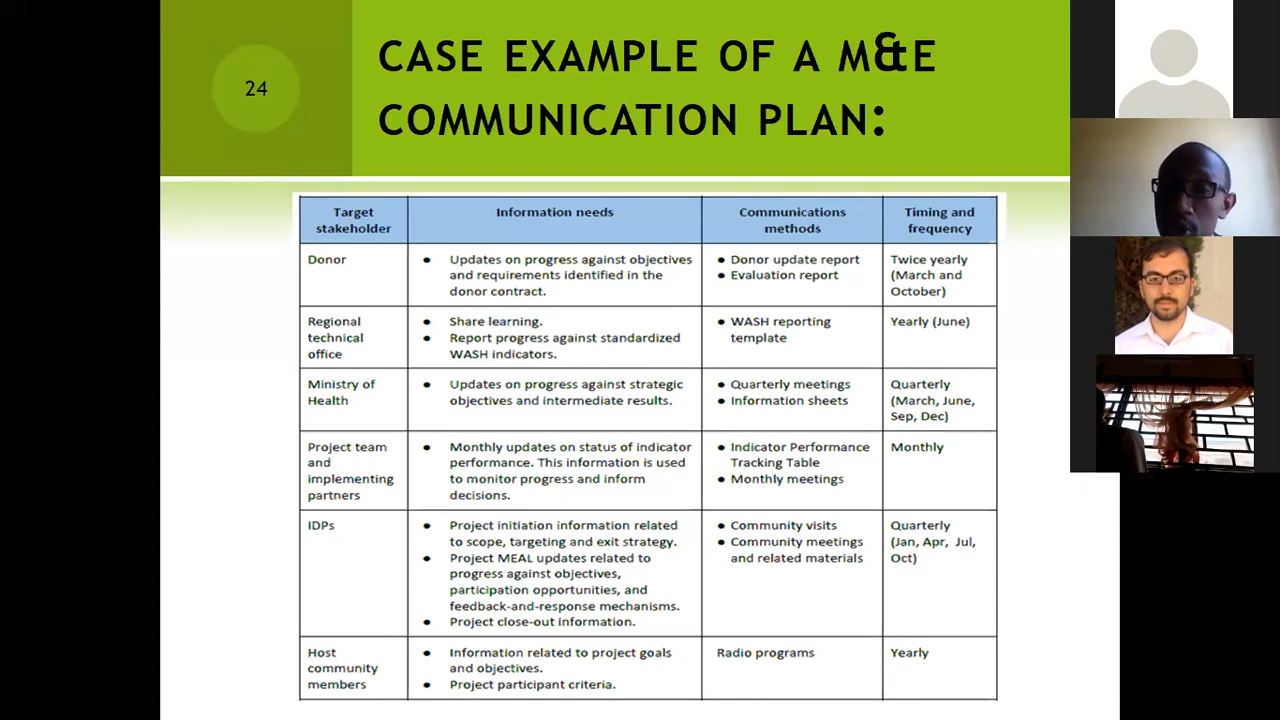 24
CASE EXAMPLE OF A M&E
COMMUNICATION PLAN:
Target
stakeholder
Information needs
Communications
methods
Timing and
frequency
Donor
● Updates on progress against objectives
and requirements identified in the
donor contract.
● Donor update report
● Evaluation report
Twice yearly
(March and
October)
Regional
technical
office
● Share learning.
● Report progress against standardized
WASH indicators.
● WASH reporting
template
Yearly (June)
Ministry of
Health
● Updates on progress against strategic
objectives and intermediate results.
● Quarterly meetings
● Information sheets
Quarterly
(March, June,
Sep, Dec)
Project team
and
implementing
partners
● Monthly updates on status of indicator
performance. This information is used
to monitor progress and inform
decisions.
● Indicator Performance
Tracking Table
● Monthly meetings
Monthly
IDPs
● Project initiation information related
to scope, targeting and exit strategy.
● Project MEAL updates related to
progress against objectives,
participation opportunities, and
feedback-and-response mechanisms.
● Project close-out information.
● Community visits
● Community meetings
and related materials
Quarterly
(Jan, Apr, Jul,
Oct)
Host
community
members
● Information related to project goals
and objectives.
● Project participant criteria.
Radio programs
Yearly